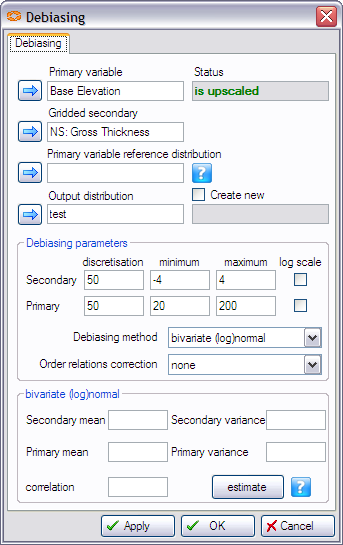 Debiasing
Debiasing
Primary variable Status
Base Elevation is upscaled
Gridded secondary
NS: Gross Thickness
Primary variable reference distribution
?
Output distribution Create new
test
Debiasing parameters
discretisation minimum maximum log scale
Secondary 50 -4 4
Primary 50 20 200
Debiasing method bivariate (log)normal
Order relations correction none
bivariate (log)normal
Secondary mean Secondary variance
Primary mean Primary variance
correlation estimate ?
Apply OK Cancel